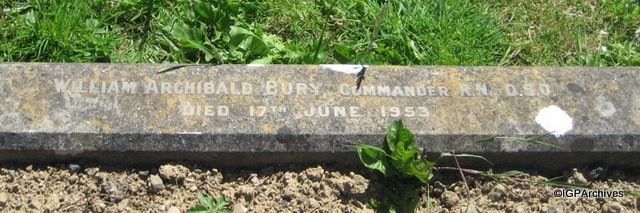 WILLIAM ARCHIBALD BURY, COMMANDER R.N. D.S.O.
DIED 17TH JUNE 1953
©IGPArchives